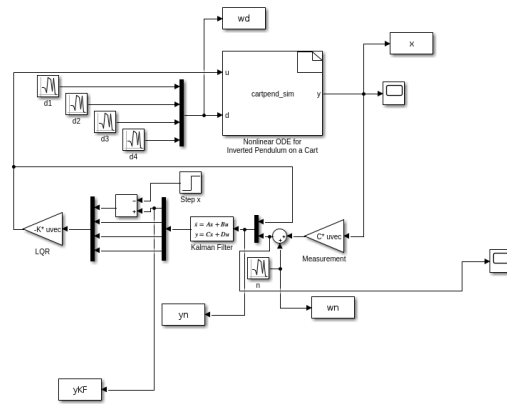 wd
x
u
d1
d2
d3
d4
cartpend_sim
y
d
Nonlinear ODE for
Inverted Pendulum on a Cart
Step x
-
+
-K* uvec
LQR
ẋ = Ax + Bu
y = Cx + Du
Kalman Filter
+
+
C* uvec
Measurement
n
yn
wn
yKF